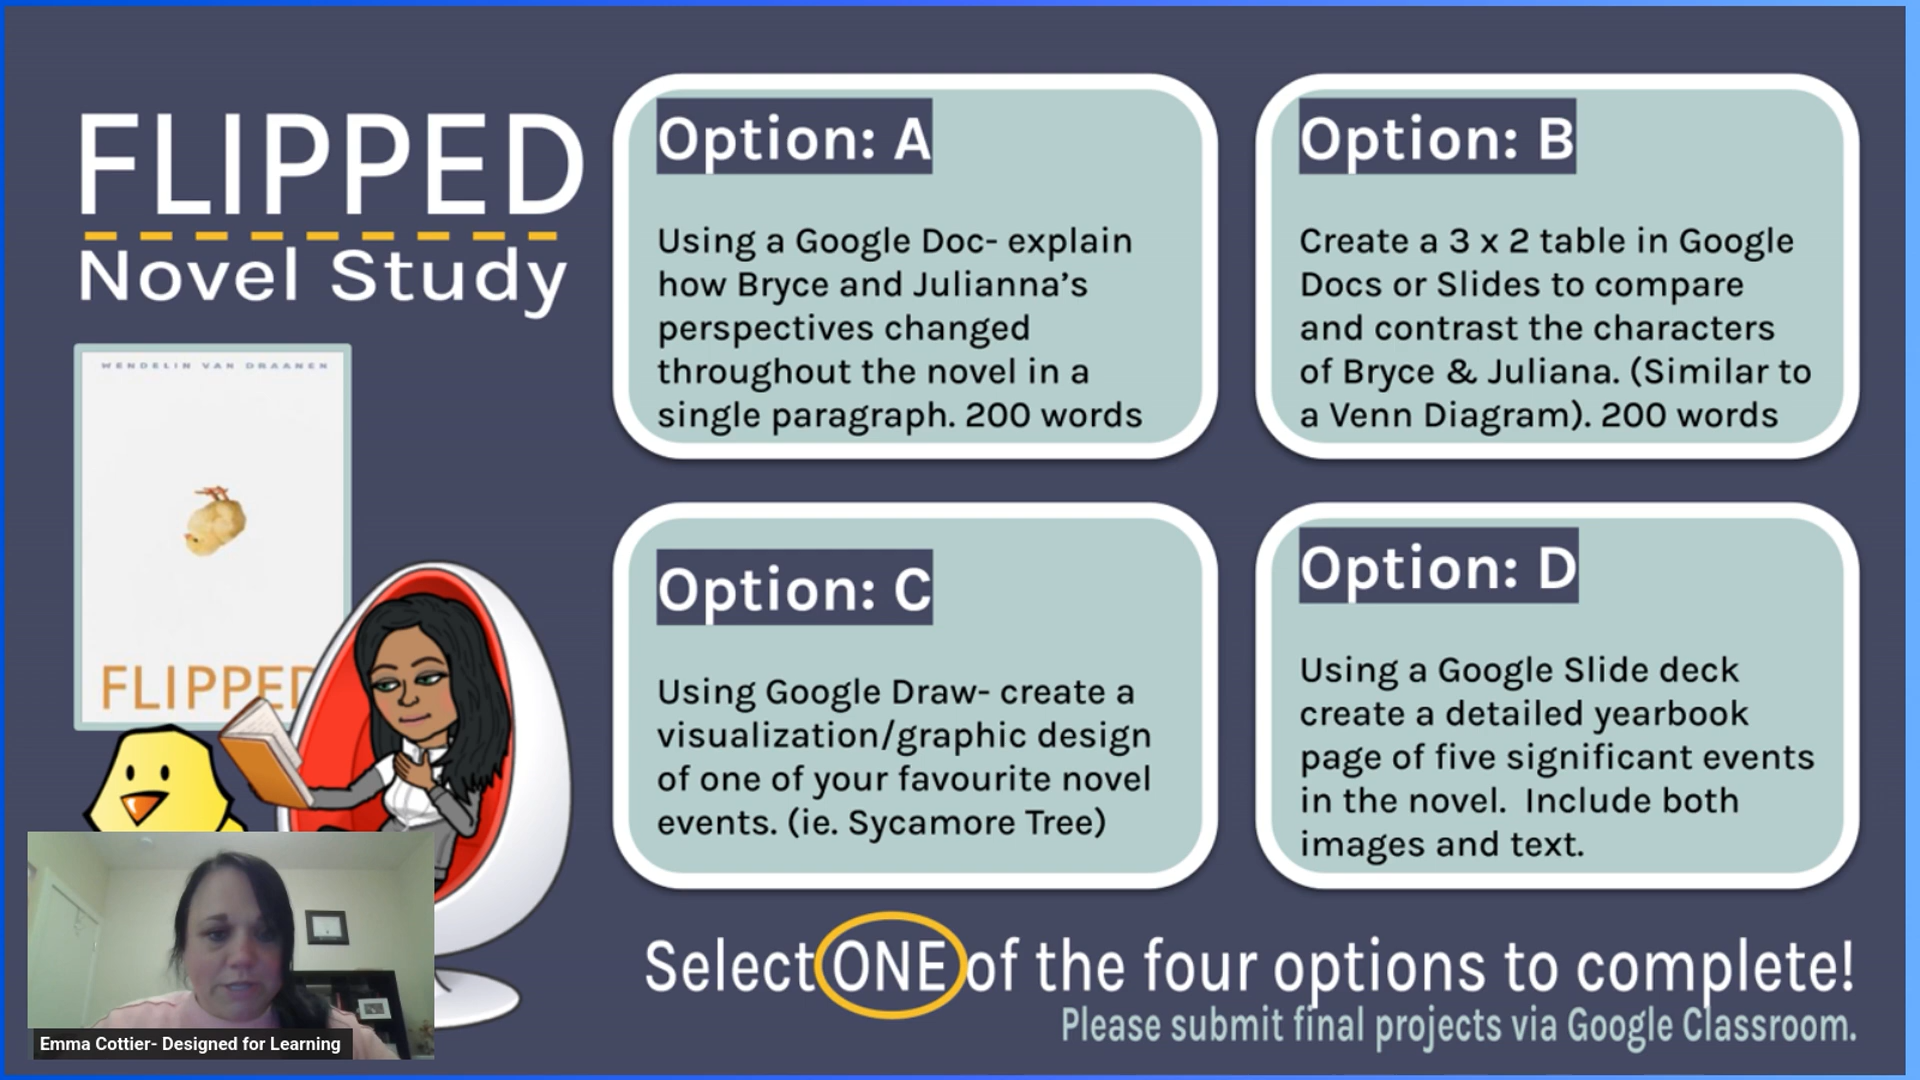 FLIPPED
Novel Study
WENDELIN VAN DRAANEN
FLIPPED
Option: A
Using a Google Doc- explain
how Bryce and Julianna’s
perspectives changed
throughout the novel in a
single paragraph. 200 words
Option: B
Create a 3 x 2 table in Google
Docs or Slides to compare
and contrast the characters
of Bryce & Juliana. (Similar to
a Venn Diagram). 200 words
Option: C
Using Google Draw- create a
visualization/graphic design
of one of your favourite novel
events. (ie. Sycamore Tree)
Option: D
Using a Google Slide deck
create a detailed yearbook
page of five significant events
in the novel.  Include both
images and text.
Select ONE of the four options to complete!
Please submit final projects via Google Classroom.
Emma Cottier- Designed for Learning